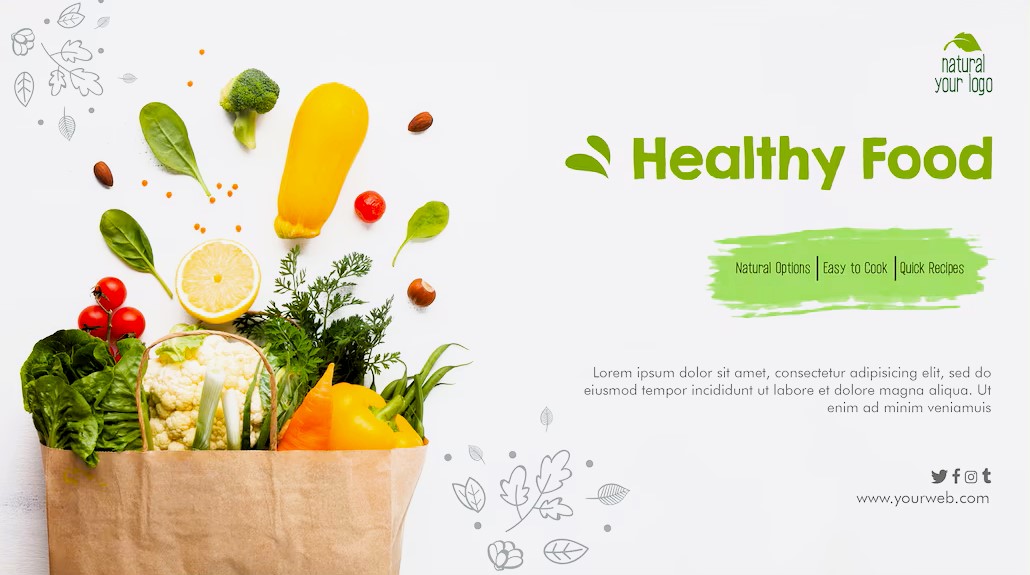 natural
your logo
Healthy Food
Natural Options | Easy to Cook | Quick Recipes
Lorem ipsum dolor sit amet, consectetur adipisicing elit, sed do
eiusmod tempor incididunt ut labore et dolore magna aliqua. Ut
enim ad minim veniamuis
www.yourweb.com